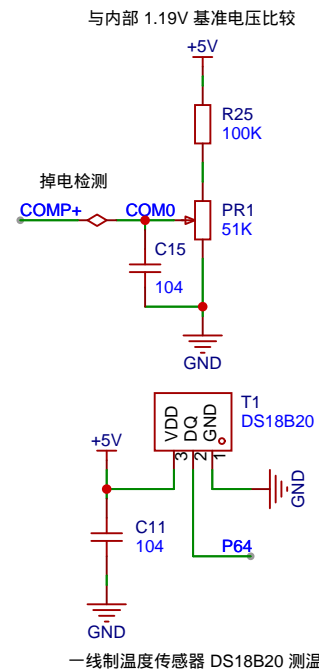 与内部 1.19V 基准电压比较
+5V
R25
100K
掉电检测
COMP+
COM0
PR1
51K
C15
104
GND
T1
DS18B20
VDD
DQ
GND
3
2
1
+5V
GND
C11
104
P64
GND
一线制温度传感器 DS18B20 测温